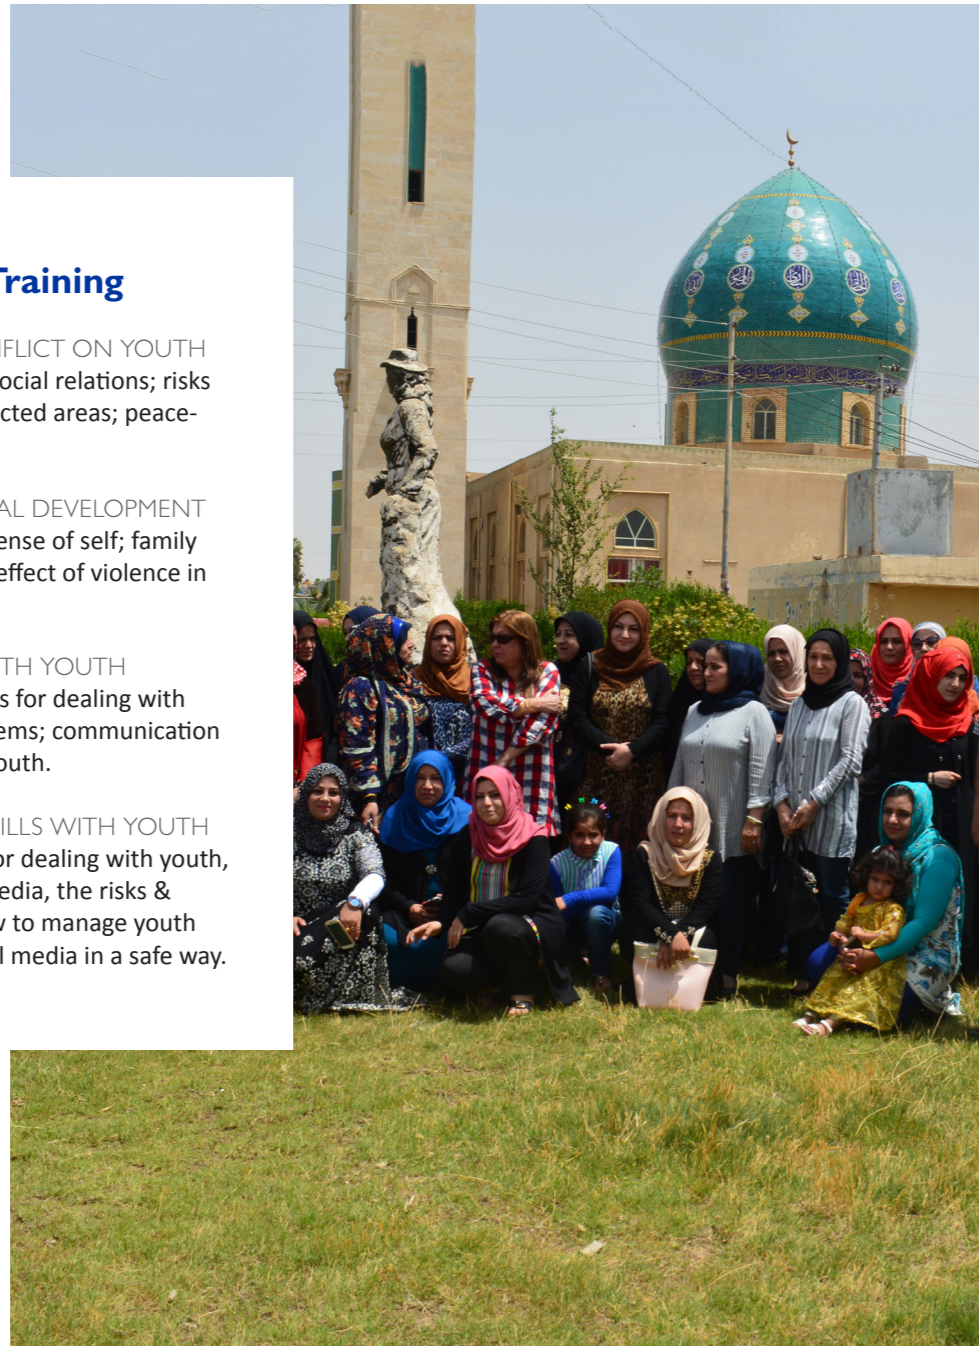 Training
NFLICT ON YOUTH
ocial relations; risks
cted areas; peace-
AL DEVELOPMENT
ense of self; family
effect of violence in
TH YOUTH
s for dealing with
ems; communication
outh.
ILLS WITH YOUTH
or dealing with youth,
edia, the risks &
w to manage youth
l media in a safe way.